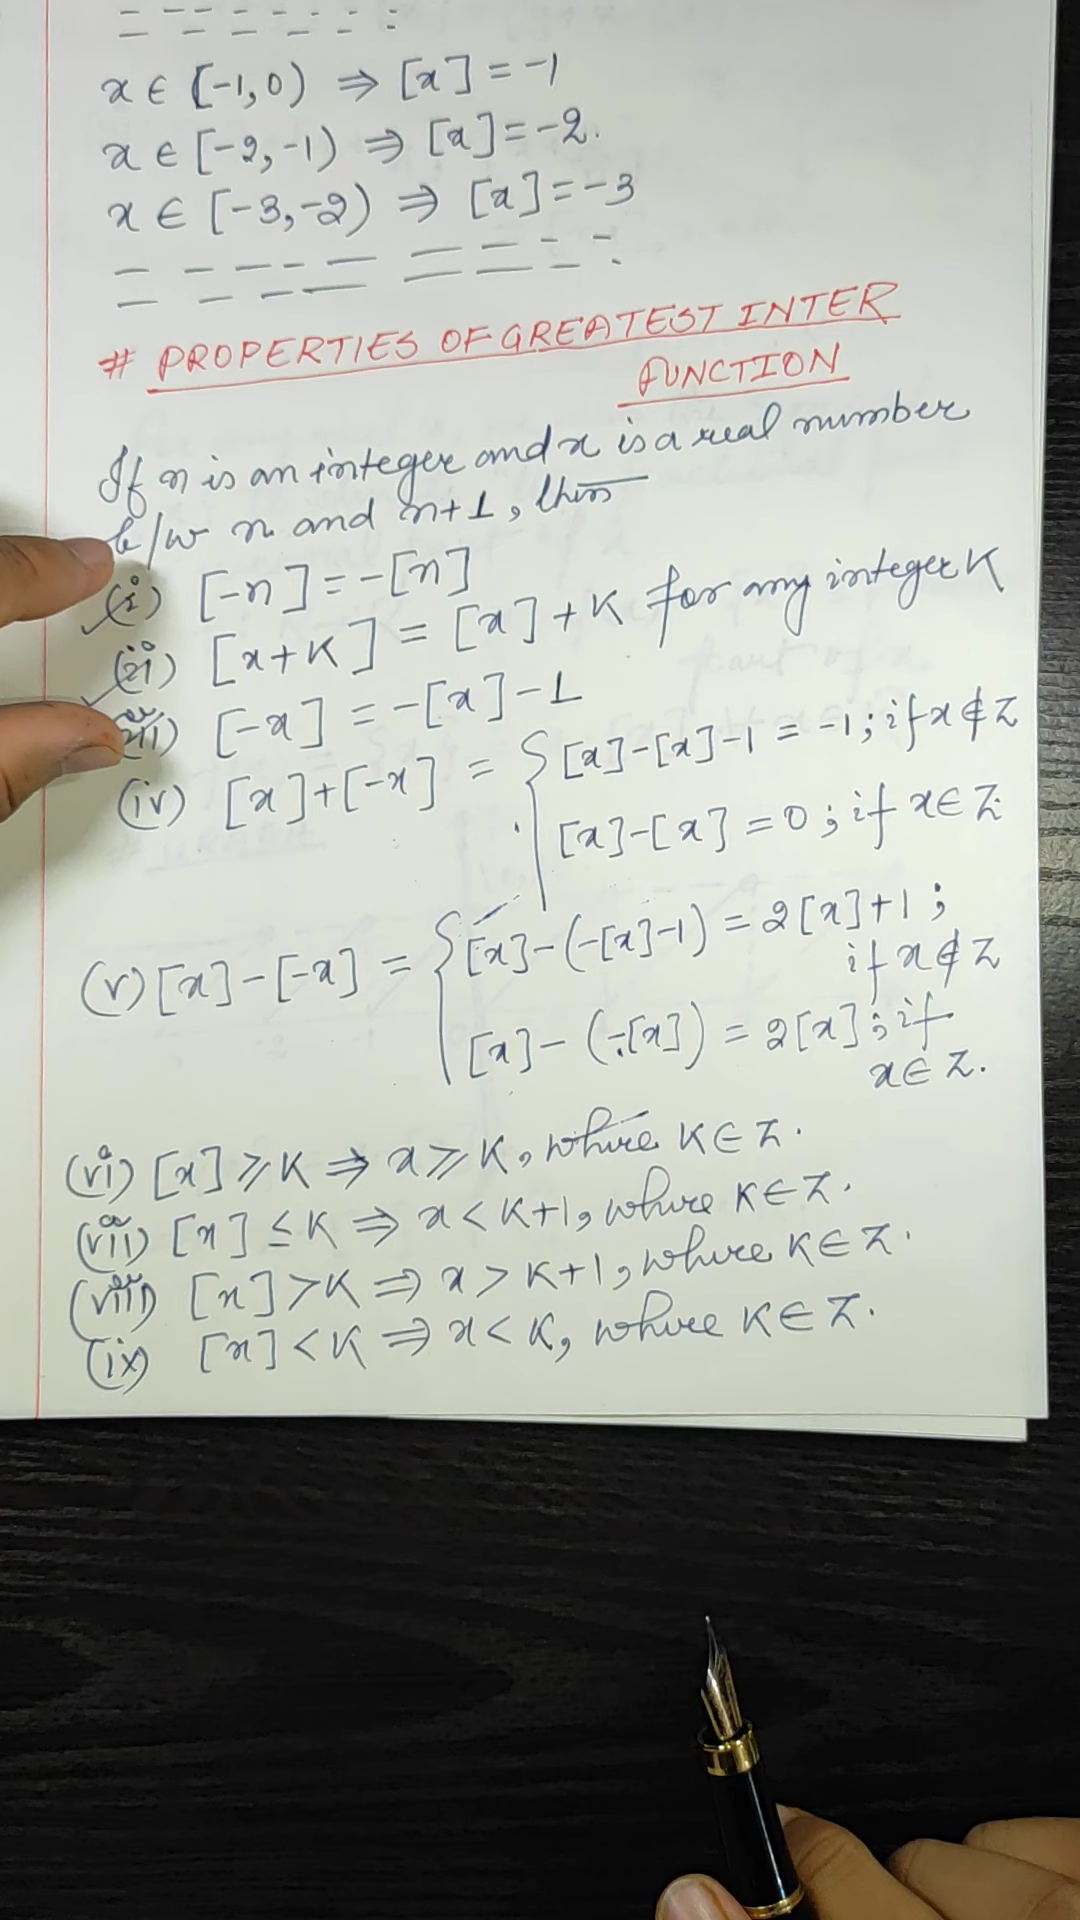 x ∈ [-1,0) ⇒ [x] = -1
x ∈ [-2,-1) ⇒ [x] = -2.
x ∈ [-3,-2) ⇒ [x] = -3
# PROPERTIES OF GREATEST INTER
FUNCTION
If n is an integer and x is a real number
b/w n and n+1, then
(i) [-n] = -[n]
(ii) [x+K] = [x] + K for any integer K
(iii) [-x] = -[x] - 1
(iv) [x] + [-x] = { [x]-[x]-1 = -1; if x ∉ Z
[x]-[x] = 0; if x ∈ Z.
(v) [x] - [-x] = { [x]-(-[x]-1) = 2[x]+1;
if x ∉ Z
[x] - (-[x]) = 2[x]; if
x ∈ Z.
(vi) [x] ≥ K ⇒ x ≥ K, where K ∈ Z.
(vii) [x] ≤ K ⇒ x < K+1, where K ∈ Z.
(viii) [x] > K ⇒ x > K+1, where K ∈ Z.
(ix) [x] < K ⇒ x < K, where K ∈ Z.